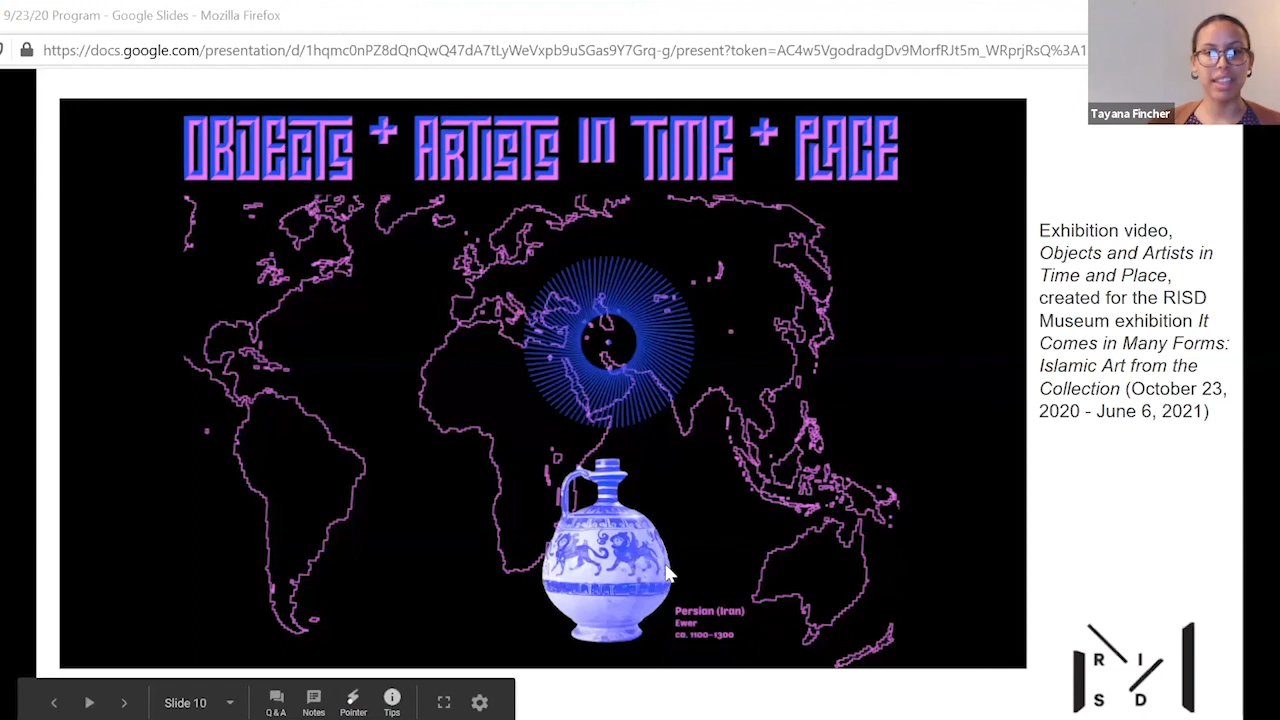 9/23/20 Program - Google Slides - Mozilla Firefox
https://docs.google.com/presentation/d/1hqmc0nPZ8dQnQwQ47dA7tLyWeVxpb9uSGas9Y7Grq-g/present?token=AC4w5VgodradgDv9MorfRJt5m_WRprjRsQ%3A1
Tayana Fincher
OBJECTS + ARTISTS IN TIME + PLACE
Exhibition video,
Objects and Artists in
Time and Place,
created for the RISD
Museum exhibition It
Comes in Many Forms:
Islamic Art from the
Collection (October 23,
2020 - June 6, 2021)
Persian (Iran)
Ewer
ca. 1100–1300
R I
S D
Slide 10
Q & A Notes Pointer Tips